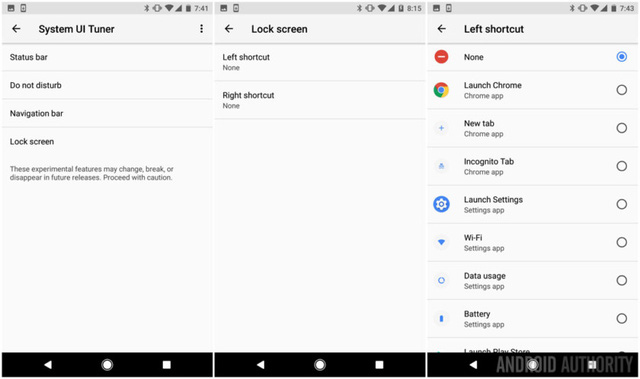 7:41
System UI Tuner
Status bar
Do not disturb
Navigation bar
Lock screen
These experimental features may change, break, or
disappear in future releases. Proceed with caution.
8:15
Lock screen
Left shortcut
None
Right shortcut
None
7:43
Left shortcut
None
Launch Chrome
Chrome app
New tab
Chrome app
Incognito Tab
Chrome app
Launch Settings
Settings app
Wi-Fi
Settings app
Data usage
Settings app
Battery
Settings app
Launch Play Store
ANDROID AUTHORITY